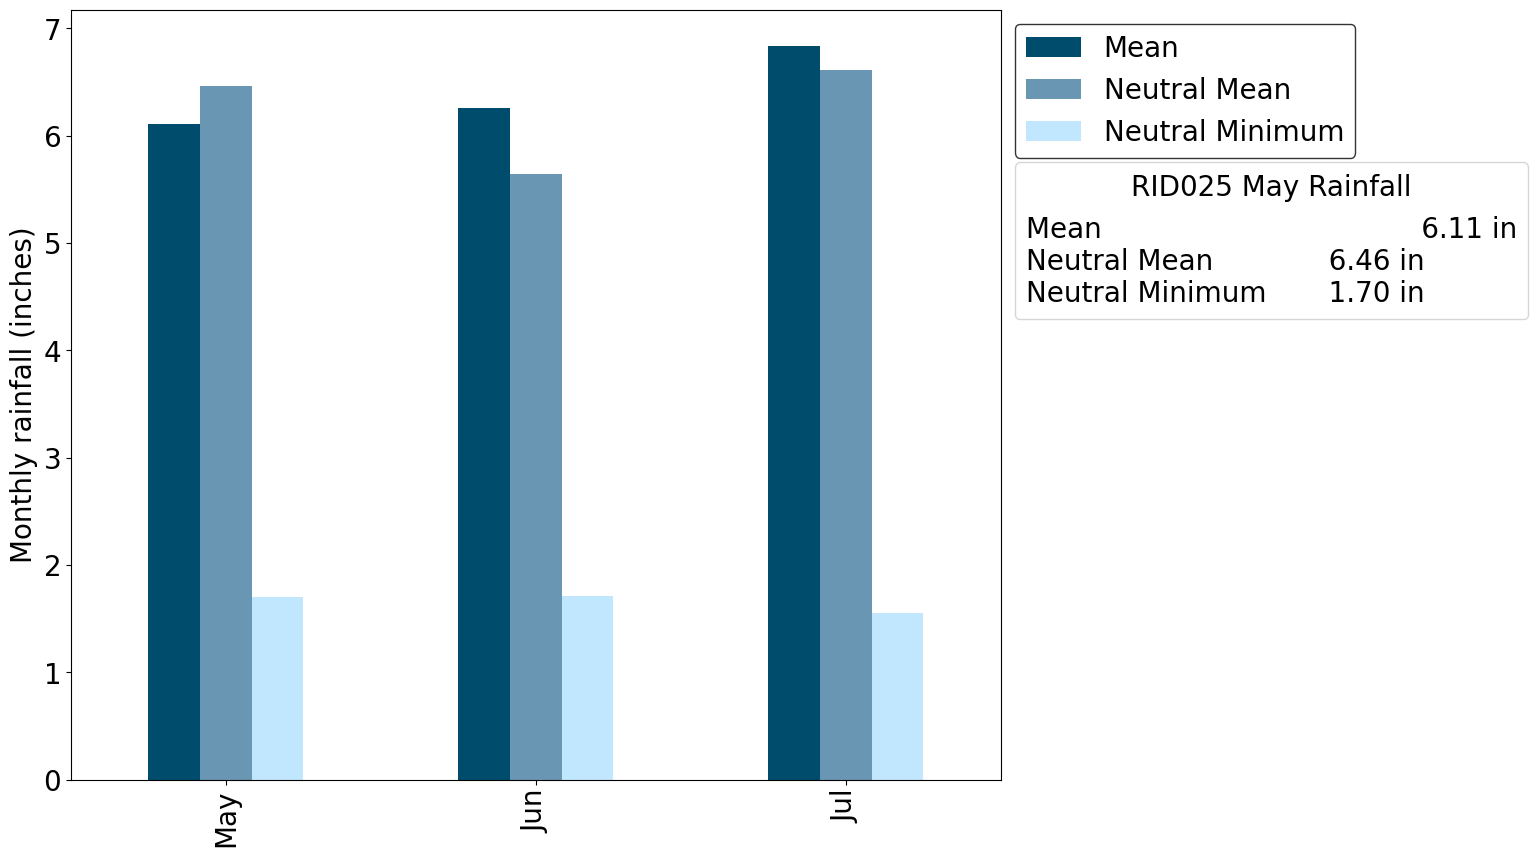 Monthly rainfall (inches)
7
6
5
4
3
2
1
0
May
Jun
Jul
Mean
Neutral Mean
Neutral Minimum
RID025 May Rainfall
Mean 6.11 in
Neutral Mean 6.46 in
Neutral Minimum 1.70 in